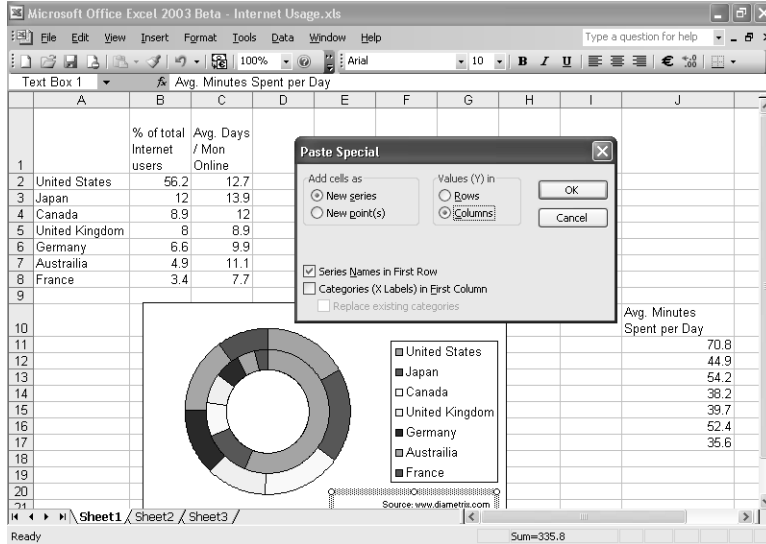 Microsoft Office Excel 2003 Beta - Internet Usage.xls
File Edit View Insert Format Tools Data Window Help Type a question for help
100% Arial 10 B I U
Text Box 1 fx Avg. Minutes Spent per Day
A B C D E F G H I J
% of total Internet users
Avg. Days / Mon Online
1
2 United States 56.2 12.7
3 Japan 12 13.9
4 Canada 8.9 12
5 United Kingdom 8 8.9
6 Germany 6.6 9.9
7 Austrailia 4.9 11.1
8 France 3.4 7.7
9
Paste Special
Add cells as
New series
New point(s)
Values (Y) in
Rows
Columns
OK
Cancel
Series Names in First Row
Categories (X Labels) in First Column
Replace existing categories
Avg. Minutes
10 Spent per Day
11 70.8
12 44.9
13 54.2
14 38.2
15 39.7
16 52.4
17 35.6
18
19
20
21
United States
Japan
Canada
United Kingdom
Germany
Austrailia
France
Source: www.diametrix.com
Sheet1 Sheet2 Sheet3
Ready Sum=335.8